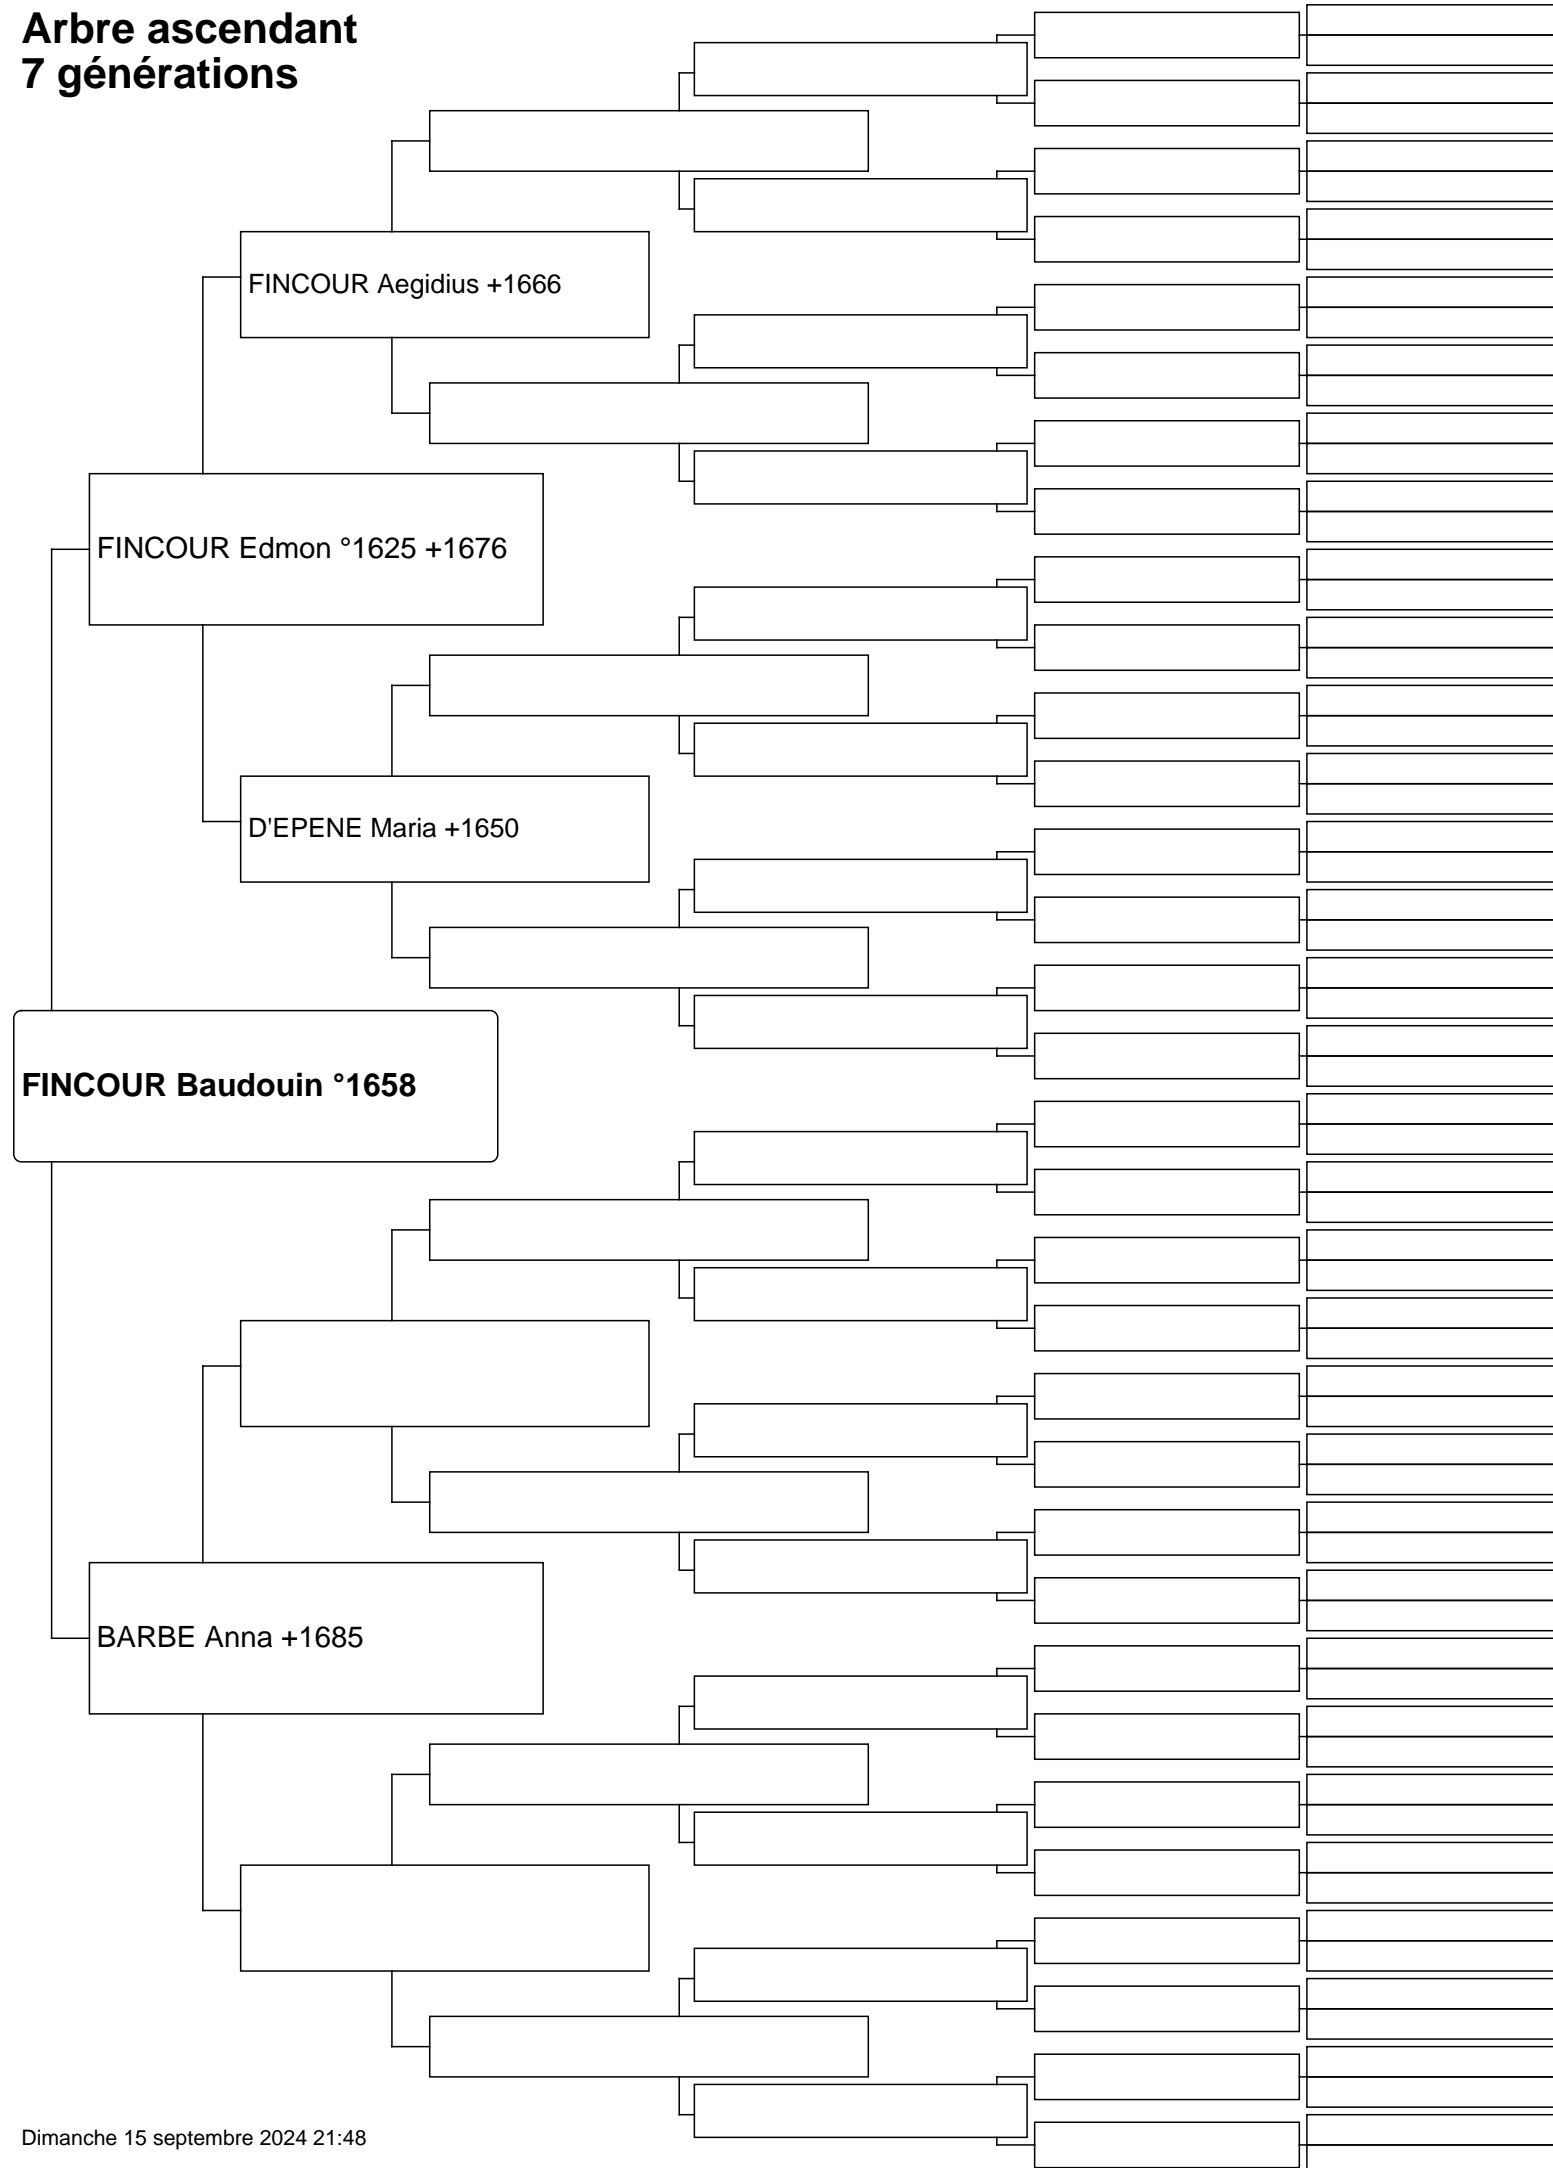 Arbre ascendant
7 générations
FINCOUR Aegidius +1666
FINCOUR Edmon °1625 +1676
D'EPENE Maria +1650
FINCOUR Baudouin °1658
BARBE Anna +1685
Dimanche 15 septembre 2024 21:48